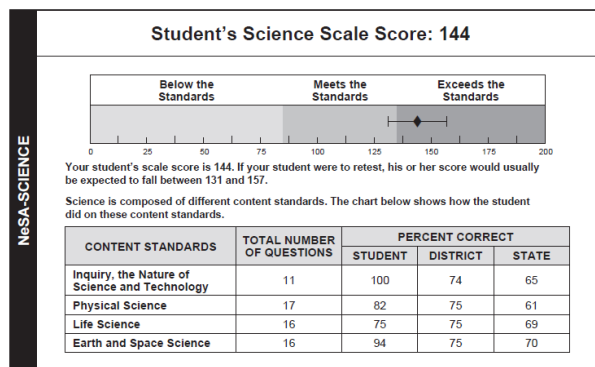 Student's Science Scale Score: 144
NeSA-SCIENCE
Below the Standards
Meets the Standards
Exceeds the Standards
0 25 50 75 100 125 150 175 200
Your student's scale score is 144. If your student were to retest, his or her score would usually
be expected to fall between 131 and 157.
Science is composed of different content standards. The chart below shows how the student
did on these content standards.
CONTENT STANDARDS
TOTAL NUMBER OF QUESTIONS
PERCENT CORRECT
STUDENT DISTRICT STATE
Inquiry, the Nature of
Science and Technology 11 100 74 65
Physical Science 17 82 75 61
Life Science 16 75 75 69
Earth and Space Science 16 94 75 70